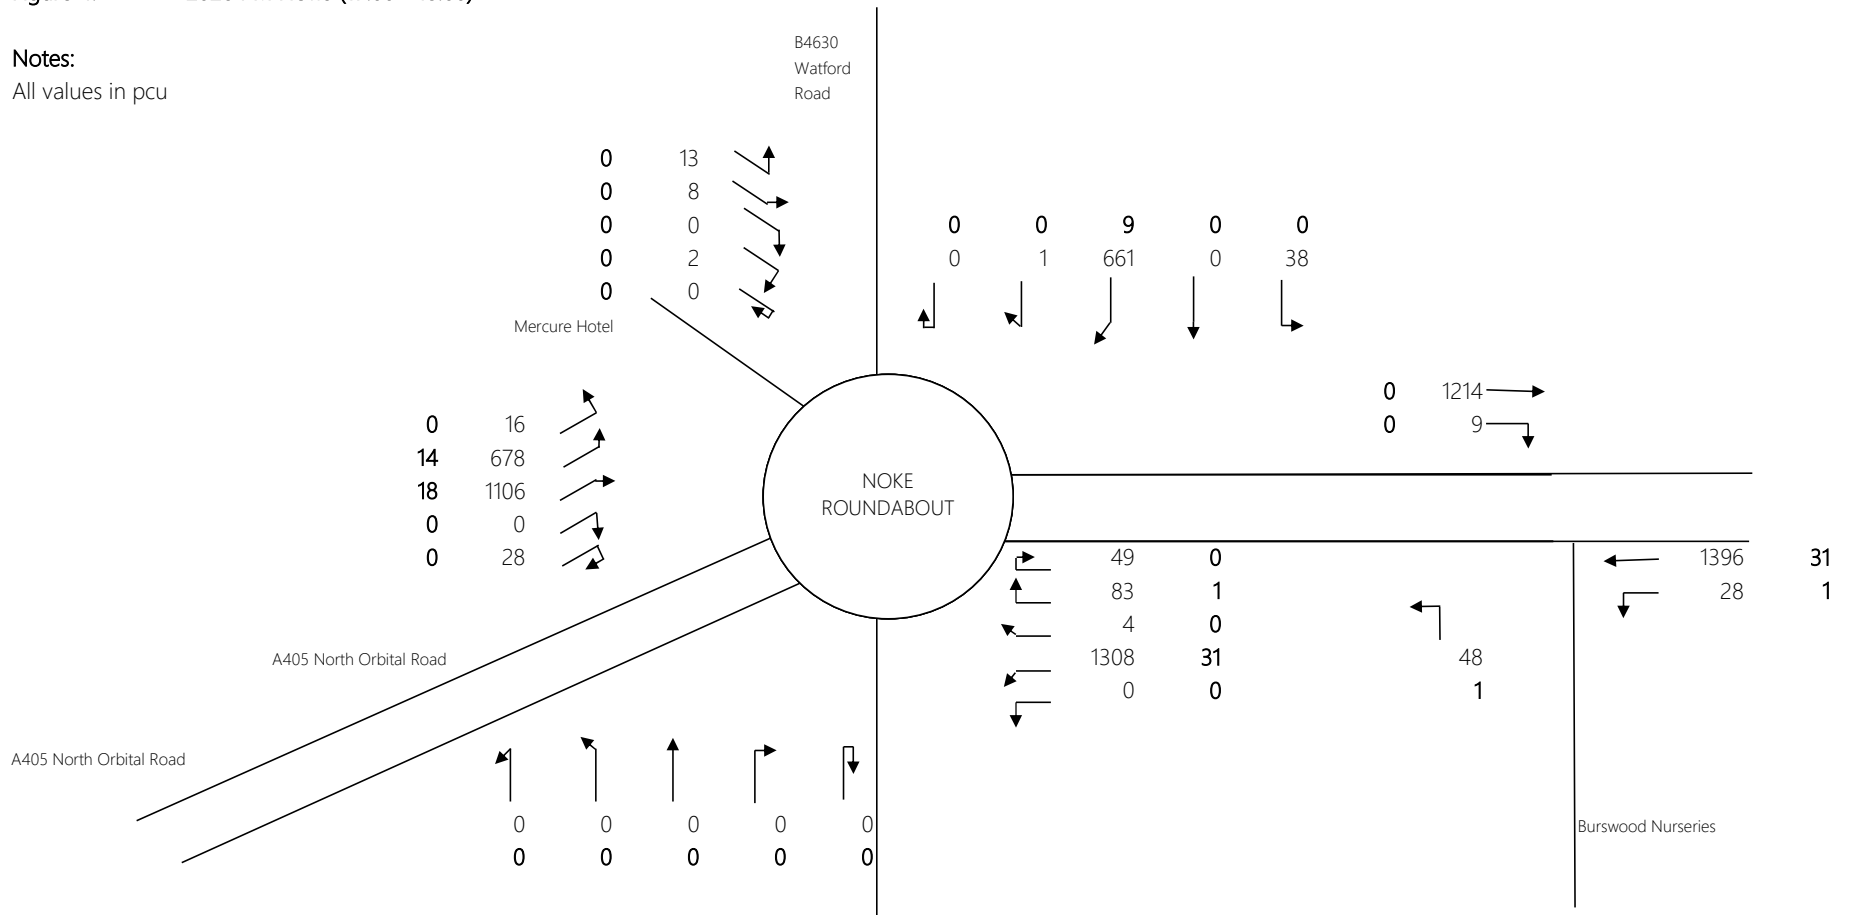 Notes:
All values in pcu
B4630
Watford
Road
0 13
0 8
0 0
0 2
0 0
Mercure Hotel
0 0 9 0 0
0 1 661 0 38
0 1214
0 9
0 16
14 678
18 1106
0 0
0 28
NOKE
ROUNDABOUT
49 0
83 1
4 0
1308 31
0 0
48
1
1396 31
28 1
A405 North Orbital Road
A405 North Orbital Road
0 0 0 0 0
0 0 0 0 0
Burswood Nurseries